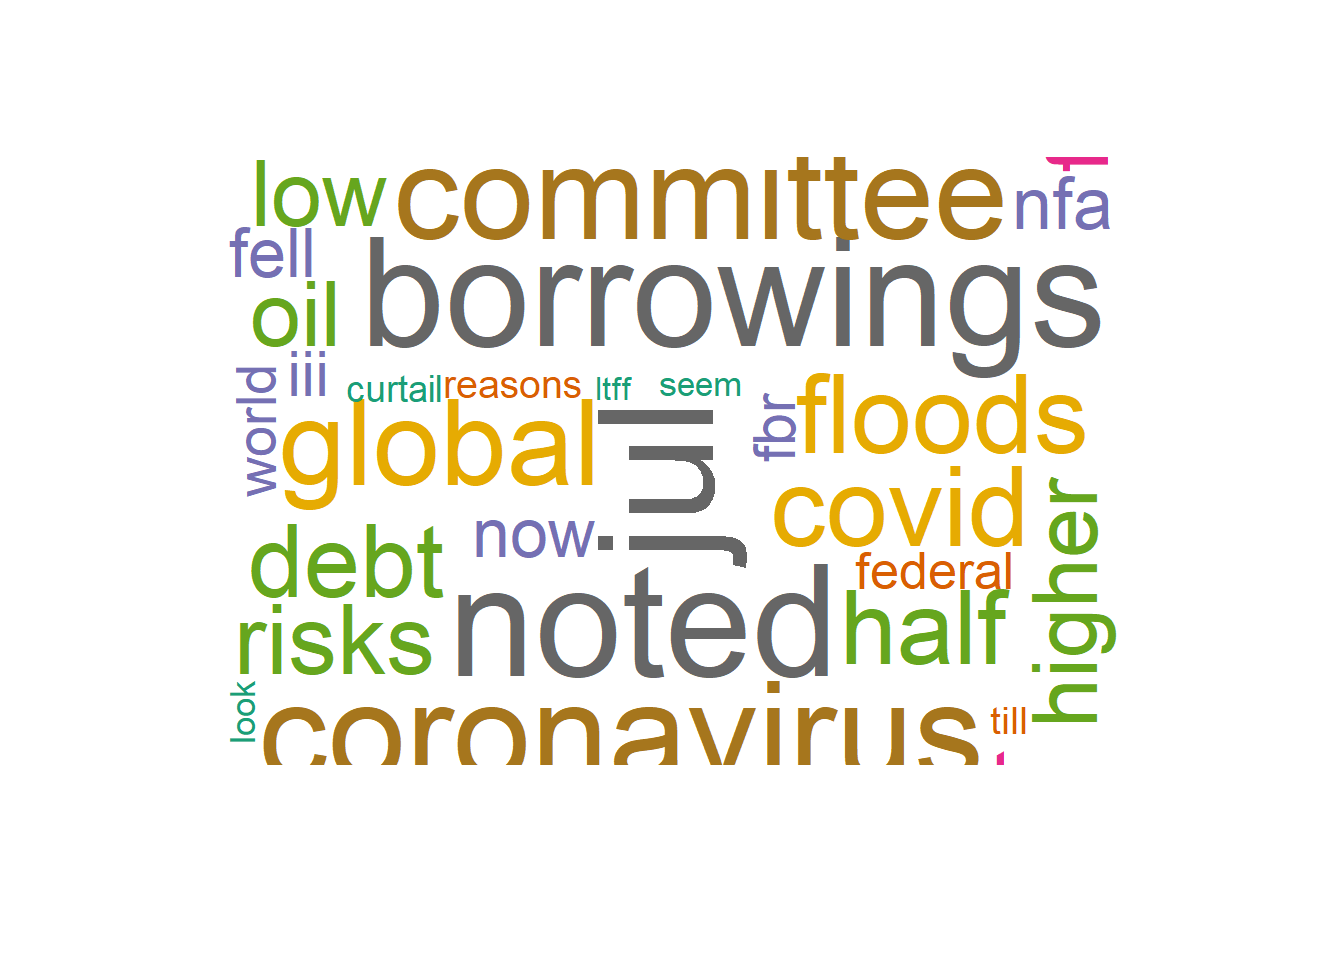 low committee nfa
fell borrowings
oil
world iii curtail reasons ltff seem
global jul fbr floods
covid
now
debt federal
risks noted half higher
look coronavirus till